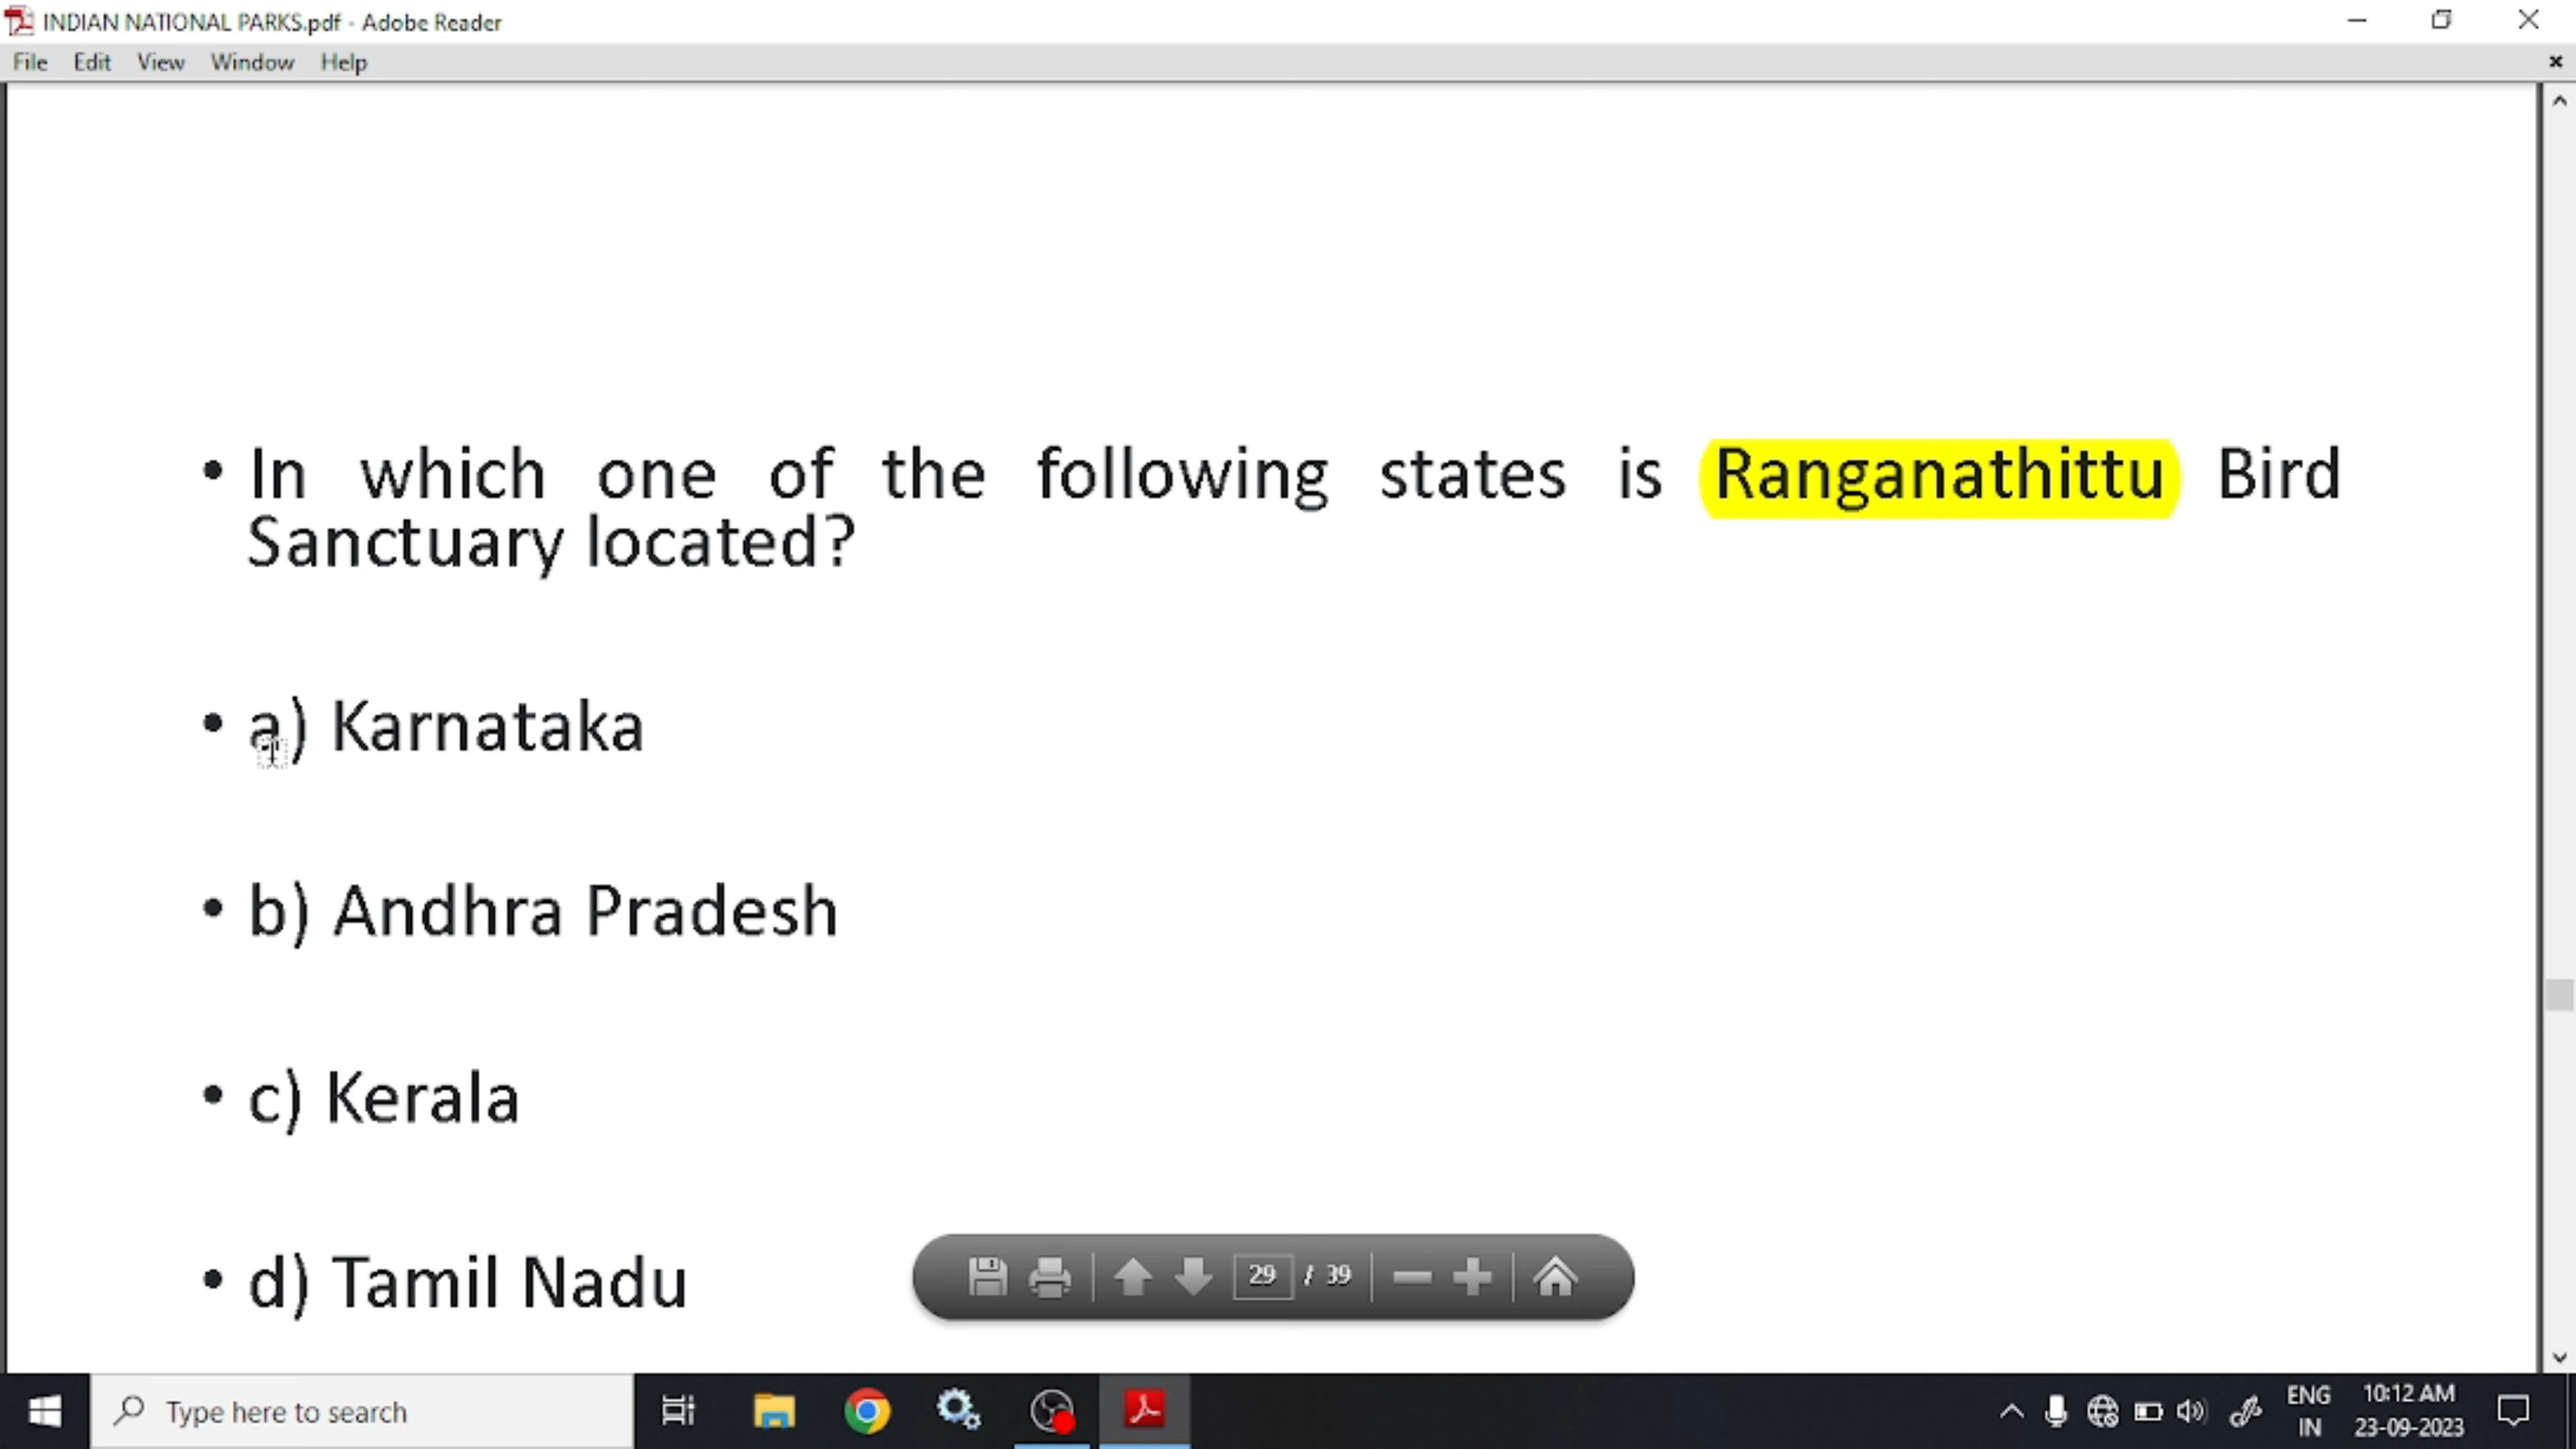 INDIAN NATIONAL PARKS.pdf - Adobe Reader
File Edit View Window Help
• In which one of the following states is Ranganathittu Bird
Sanctuary located?
• a) Karnataka
• b) Andhra Pradesh
• c) Kerala
• d) Tamil Nadu
29 / 39
Type here to search
ENG
IN
10:12 AM
23-09-2023